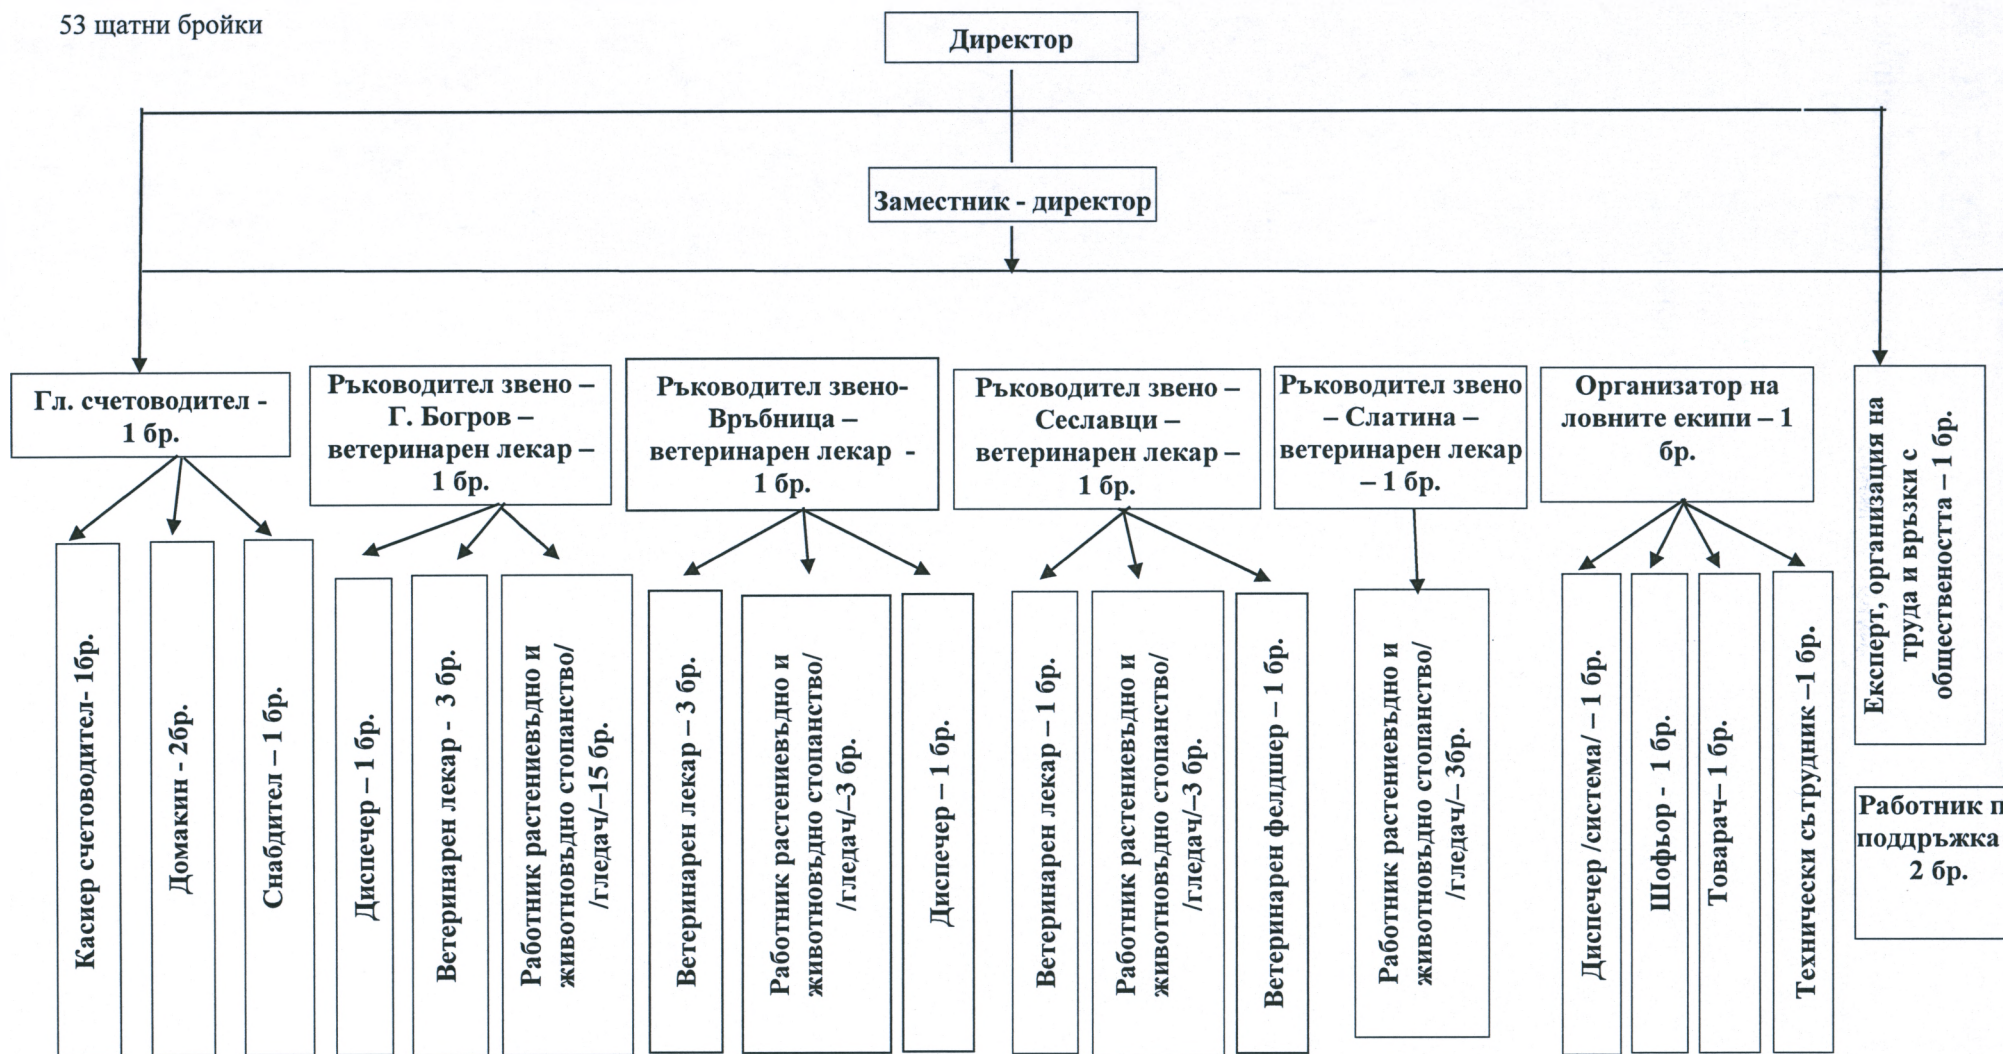 53 щатни бройки
Директор
Заместник - директор
Гл. счетоводител -
1 бр.
Ръководител звено –
Г. Богров –
ветеринарен лекар –
1 бр.
Ръководител звено-
Връбница –
ветеринарен лекар -
1 бр.
Ръководител звено –
Сеславци –
ветеринарен лекар –
1 бр.
Ръководител звено
– Слатина –
ветеринарен лекар
– 1 бр.
Организатор на
ловните екипи – 1
бр.
Експерт, организация на
труда и връзки с
обществеността – 1 бр.
Касиер счетоводител- 1бр.
Домакин - 2бр.
Снабдител – 1 бр.
Диспечер – 1 бр.
Ветеринарен лекар - 3 бр.
Работник растениевъдно и
животновъдно стопанство/
/гледач/–15 бр.
Ветеринарен лекар – 3 бр.
Работник растениевъдно и
животновъдно стопанство/
/гледач/–3 бр.
Диспечер – 1 бр.
Ветеринарен лекар – 1 бр.
Работник растениевъдно и
животновъдно стопанство/
/гледач/–3 бр.
Ветеринарен фелдшер – 1 бр.
Работник растениевъдно и
животновъдно стопанство/
/гледач/– 3бр.
Диспечер /система/ – 1 бр.
Шофьор - 1 бр.
Товарач– 1 бр.
Технически сътрудник –1 бр.
Работник
поддръжка
2 бр.